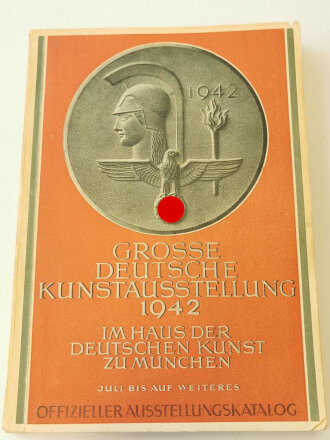 1942
GROSSE
DEUTSCHE
KUNSTAUSSTELLUNG
1942
IM HAUS DER
DEUTSCHEN KUNST
ZU MÜNCHEN
JULI BIS AUF WEITERES
OFFIZIELLER AUSSTELLUNGSKATALOG